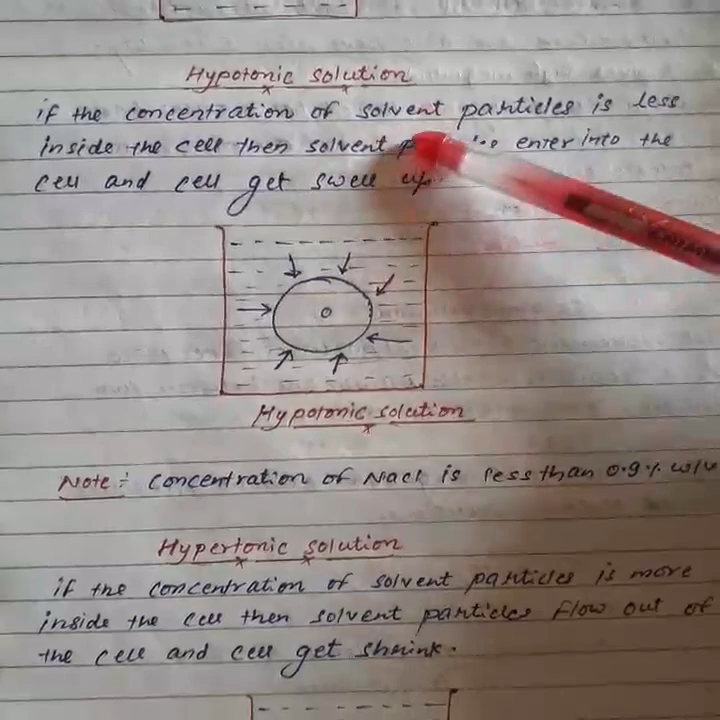 Hypotonic solution
if the concentration of solvent particles is less
inside the cell then solvent enter into the
cell and cell get swell up.
Hypotonic solution
Note:- concentration of NaCl is less than 0.9% w/v
Hypertonic solution
if the concentration of solvent particles is more
inside the cell then solvent particles flow out of
the cell and cell get shrink.